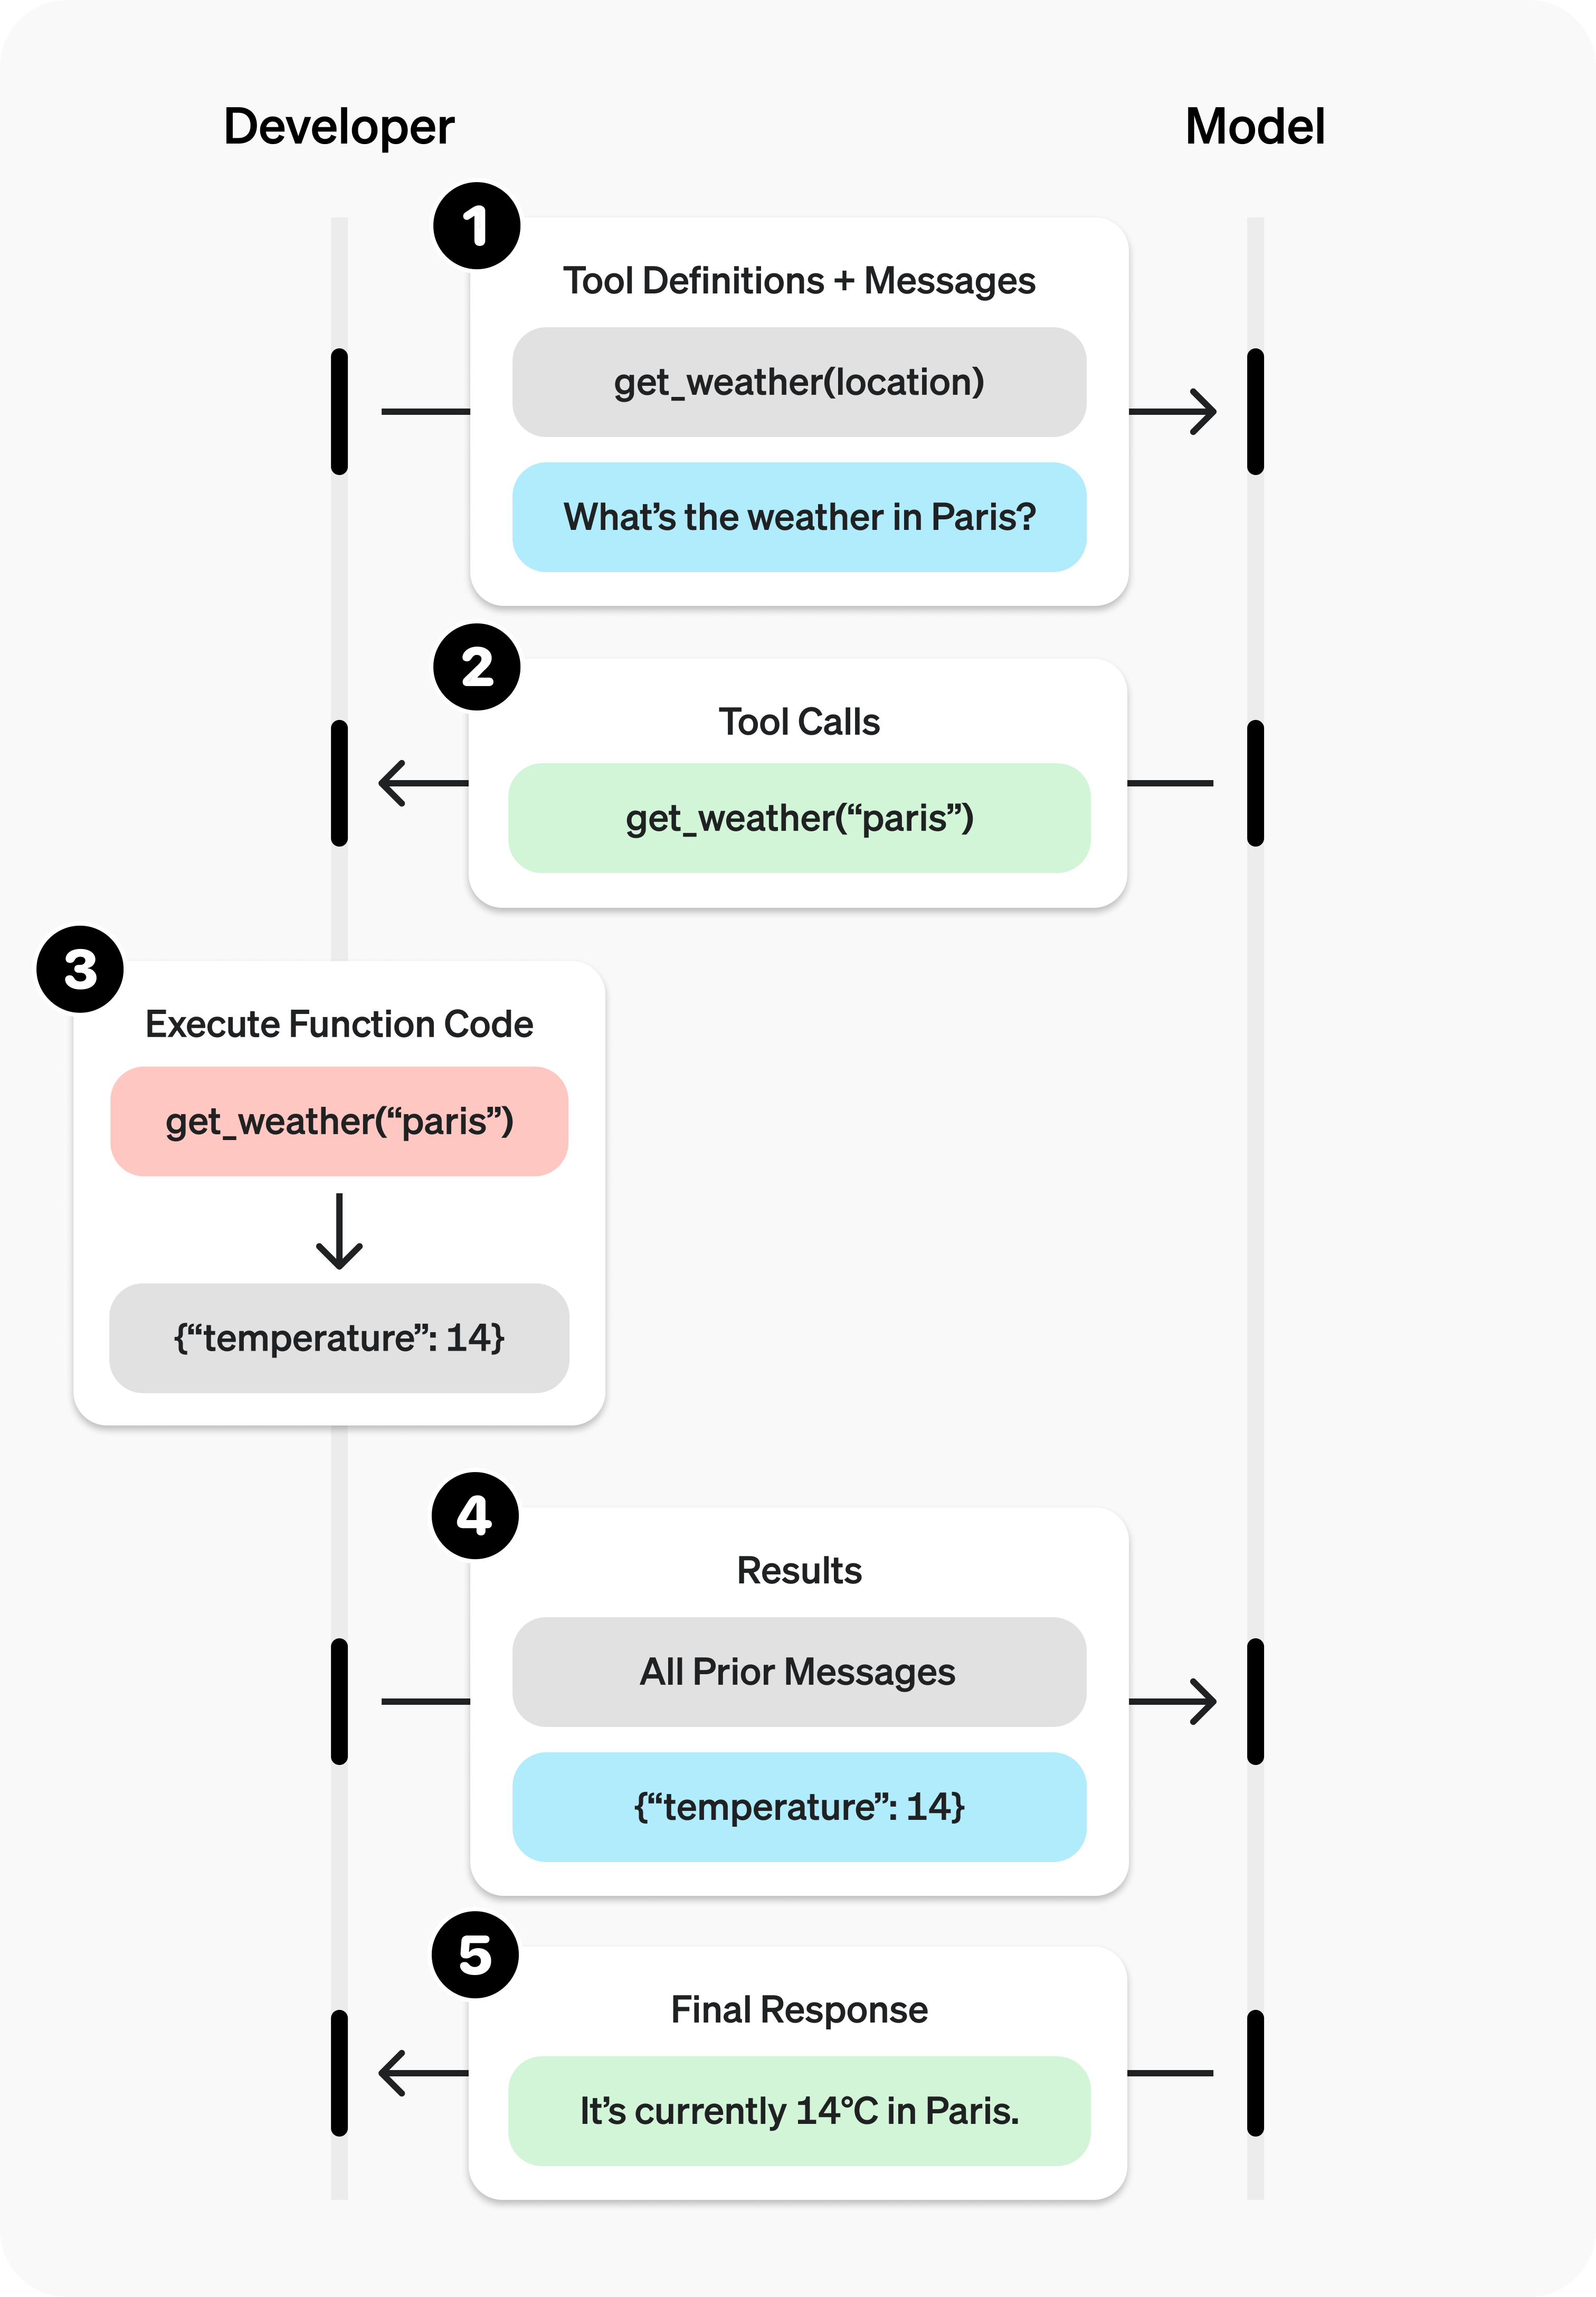 Developer
Model
1
Tool Definitions + Messages
get_weather(location)
What’s the weather in Paris?
2
Tool Calls
get_weather(“paris”)
3
Execute Function Code
get_weather(“paris”)
{“temperature”: 14}
4
Results
All Prior Messages
{“temperature”: 14}
5
Final Response
It’s currently 14°C in Paris.